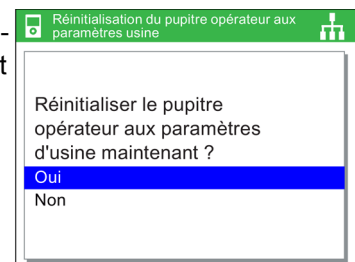 Réinitialisation du pupitre opérateur aux
paramètres usine
-
t
Réinitialiser le pupitre
opérateur aux paramètres
d'usine maintenant ?
Oui
Non